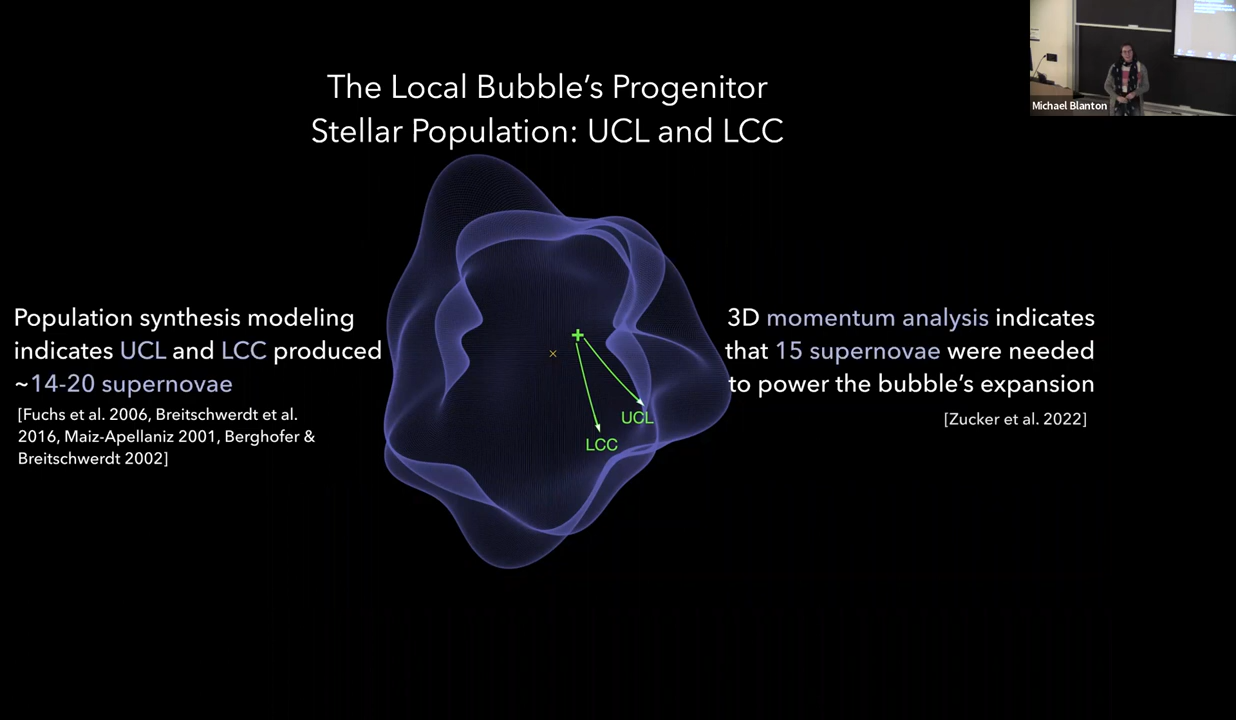 The Local Bubble's Progenitor
Stellar Population: UCL and LCC
Michael Blanton
Population synthesis modeling
indicates UCL and LCC produced
~14-20 supernovae
[Fuchs et al. 2006, Breitschwerdt et al.
2016, Maiz-Apellaniz 2001, Berghofer &
Breitschwerdt 2002]
UCL
LCC
3D momentum analysis indicates
that 15 supernovae were needed
to power the bubble's expansion
[Zucker et al. 2022]